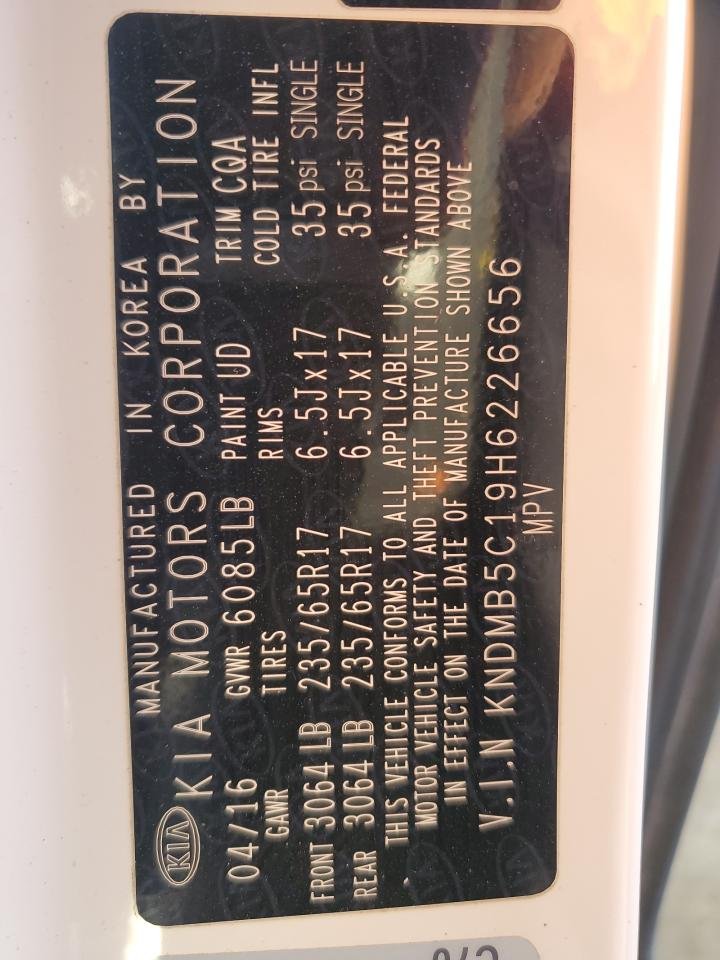 MANUFACTURED IN KOREA BY
KIA KIA MOTORS CORPORATION
04/16 GVWR 6085LB PAINT UD TRIM CQA
GAWR TIRES RIMS COLD TIRE INFL
FRONT 3064LB 235/65R17 6.5Jx17 35psi SINGLE
REAR 3064LB 235/65R17 6.5Jx17 35psi SINGLE
THIS VEHICLE CONFORMS TO ALL APPLICABLE U.S.A. FEDERAL
MOTOR VEHICLE SAFETY AND THEFT PREVENTION STANDARDS
IN EFFECT ON THE DATE OF MANUFACTURE SHOWN ABOVE
V.I.N KNDMB5C19H6226656
MPV